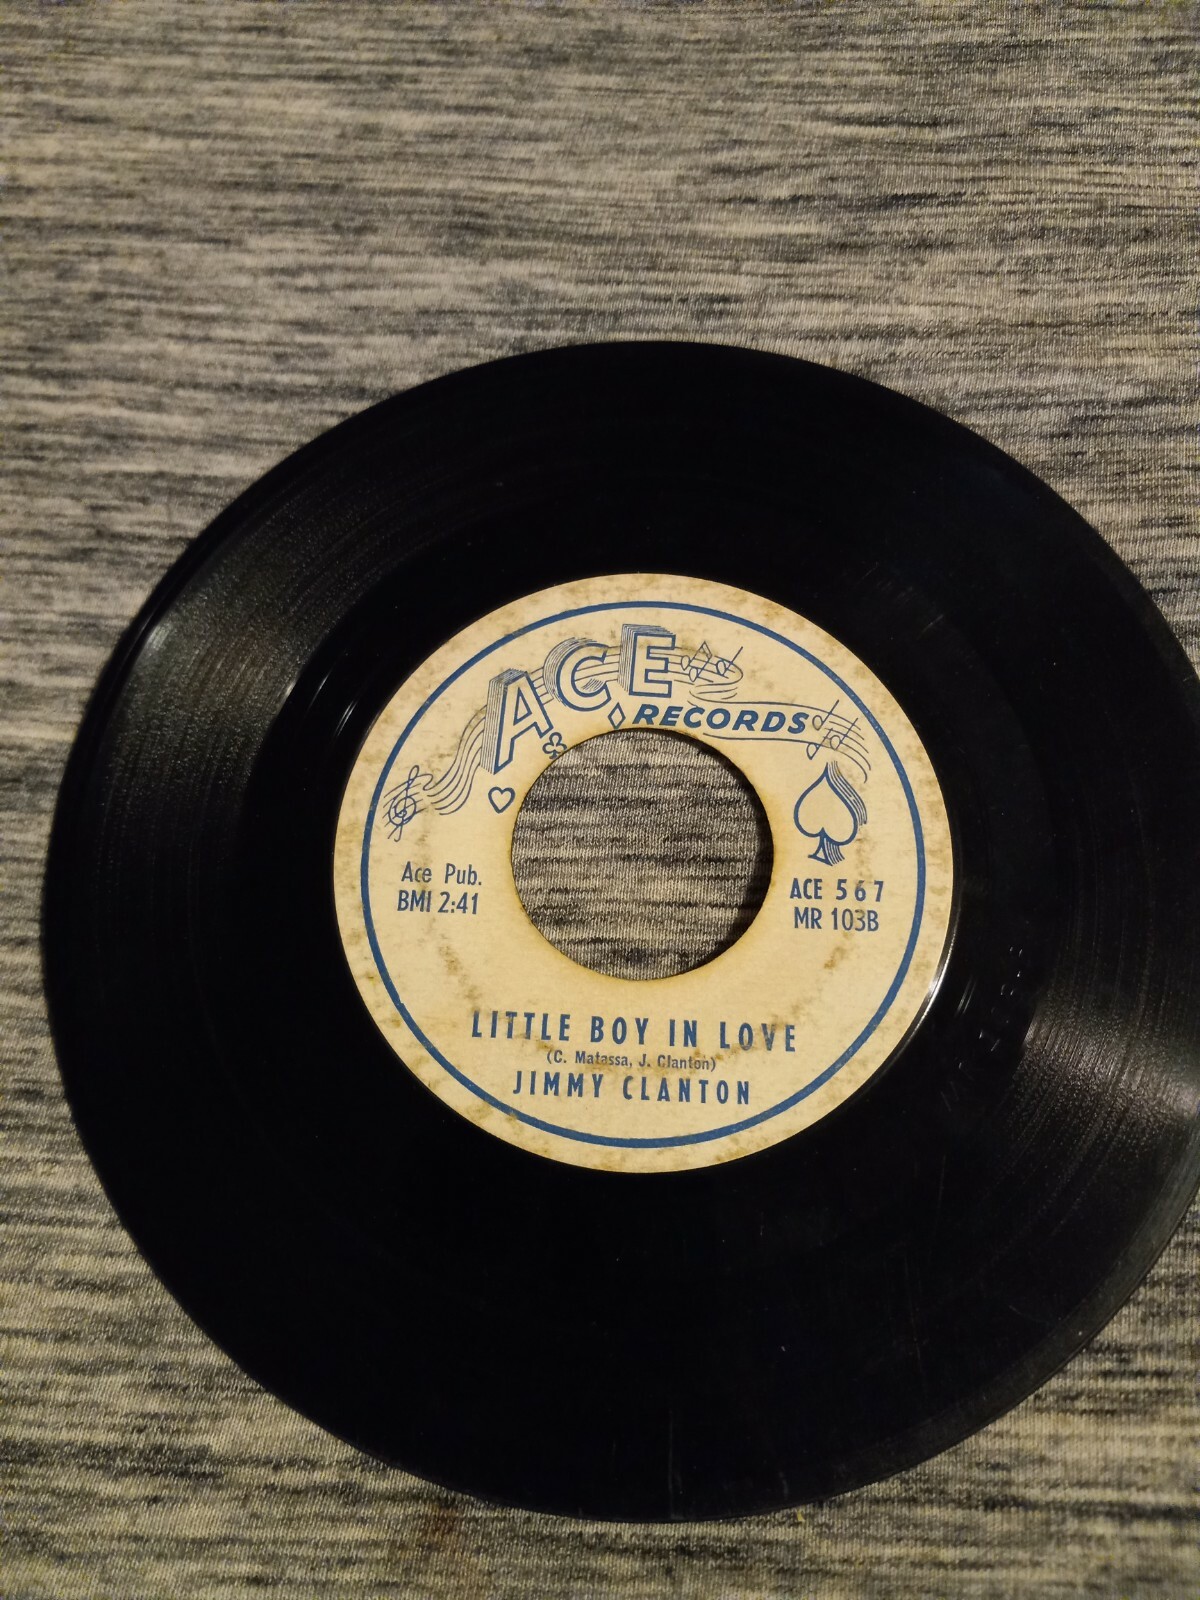 ACE
RECORDS
Ace Pub.
BMI 2:41
ACE 567
MR 103B
LITTLE BOY IN LOVE
(C. Matassa, J. Clanton)
JIMMY CLANTON